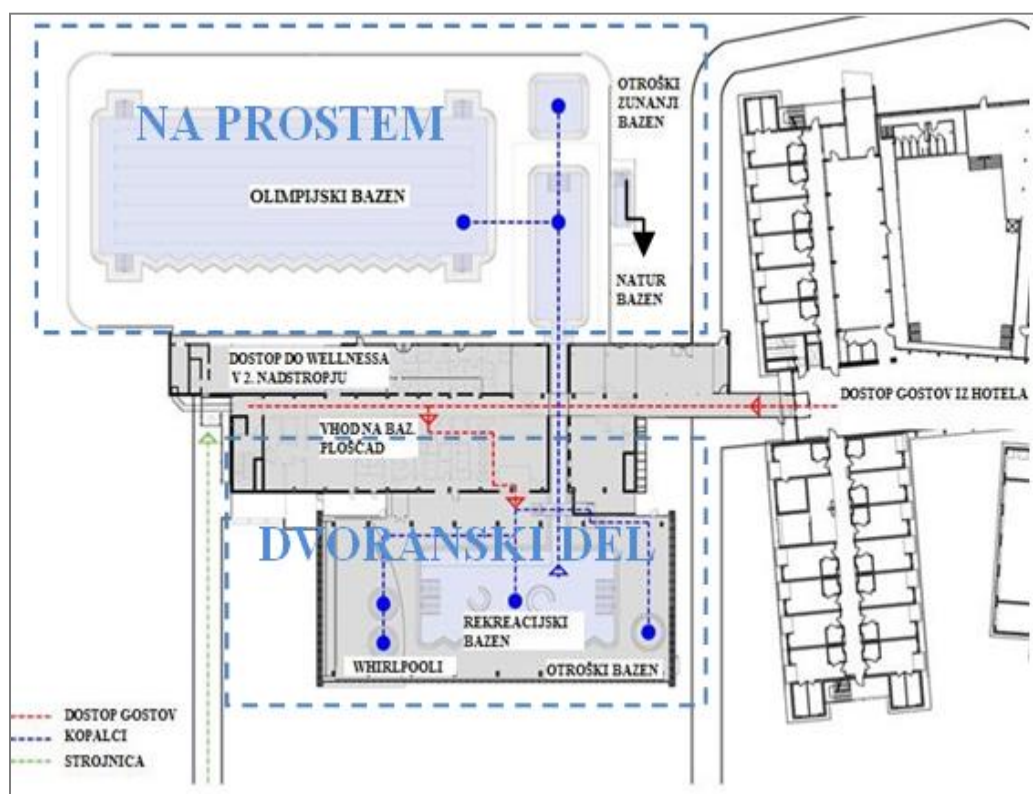 NA PROSTEM
OTROŠKI
ZUNANJI
BAZEN
OLIMPIJSKI BAZEN
NATUR
BAZEN
DOSTOP DO WELLNESSA
V 2. NADSTROPJU
DOSTOP GOSTOV IZ HOTELA
VHOD NA BAZ.
PLOŠČAD
DVORANSKI DEL
REKREACIJSKI
BAZEN
WHIRLPOOLI
OTROŠKI BAZEN
DOSTOP GOSTOV
KOPALCI
STROJNICA